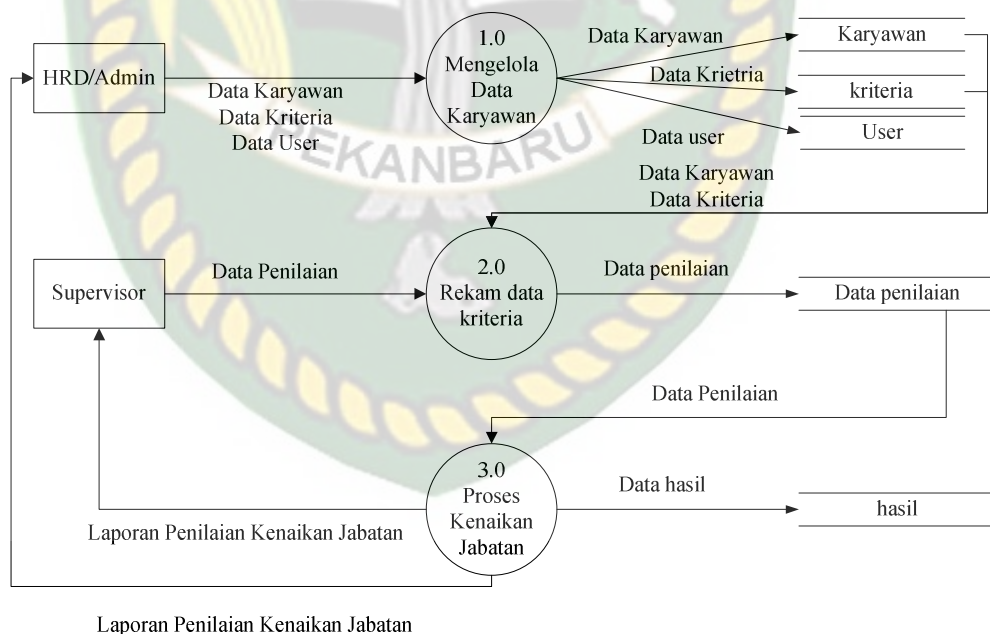 HRD/Admin
Data Karyawan
Data Kriteria
Data User
1.0
Mengelola
Data
Karyawan
Data Karyawan
Data Krietria
Data user
Karyawan
kriteria
User
PEKANBARU
Data Karyawan
Data Kriteria
Supervisor
Data Penilaian
2.0
Rekam data
kriteria
Data penilaian
Data penilaian
Data Penilaian
3.0
Proses
Kenaikan
Jabatan
Data hasil
hasil
Laporan Penilaian Kenaikan Jabatan
Laporan Penilaian Kenaikan Jabatan